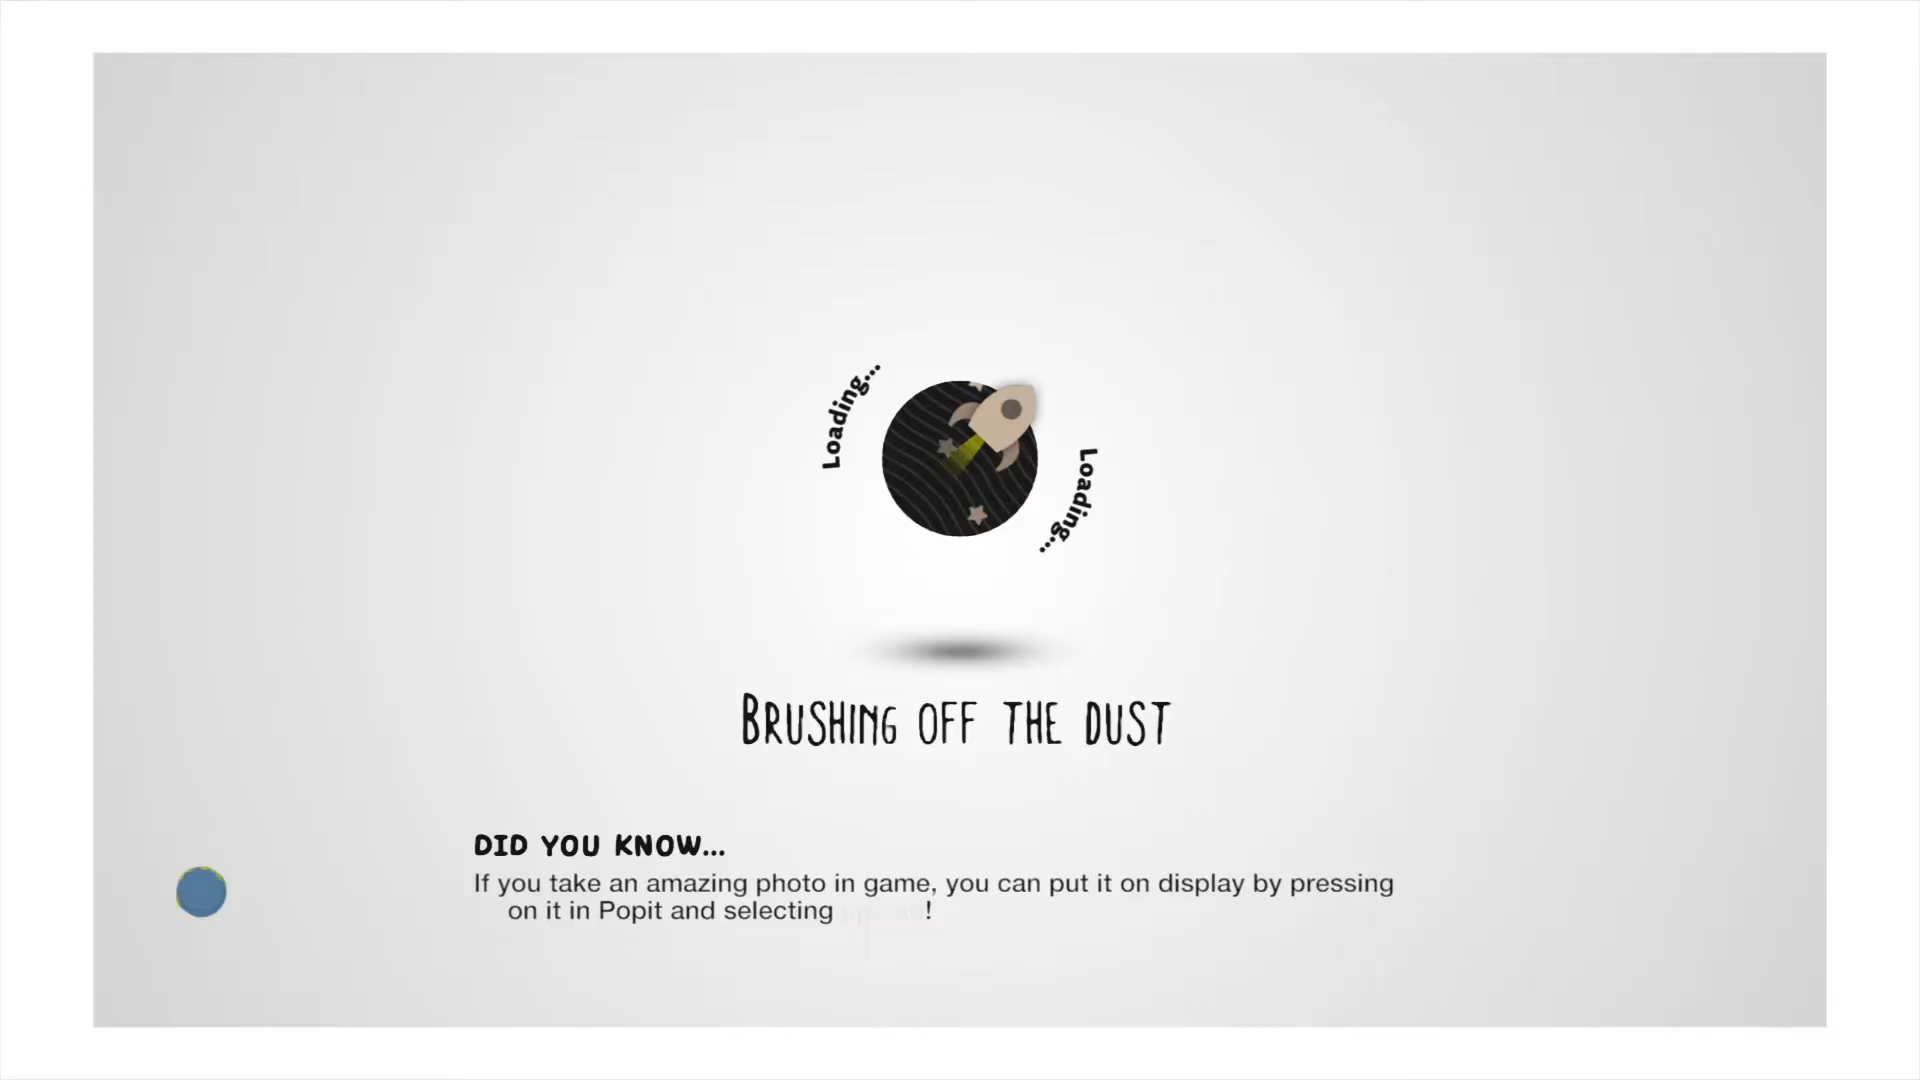 Loading...
Loading...
BRUSHING OFF THE DUST
DID YOU KNOW...
If you take an amazing photo in game, you can put it on display by pressing
on it in Popit and selecting !